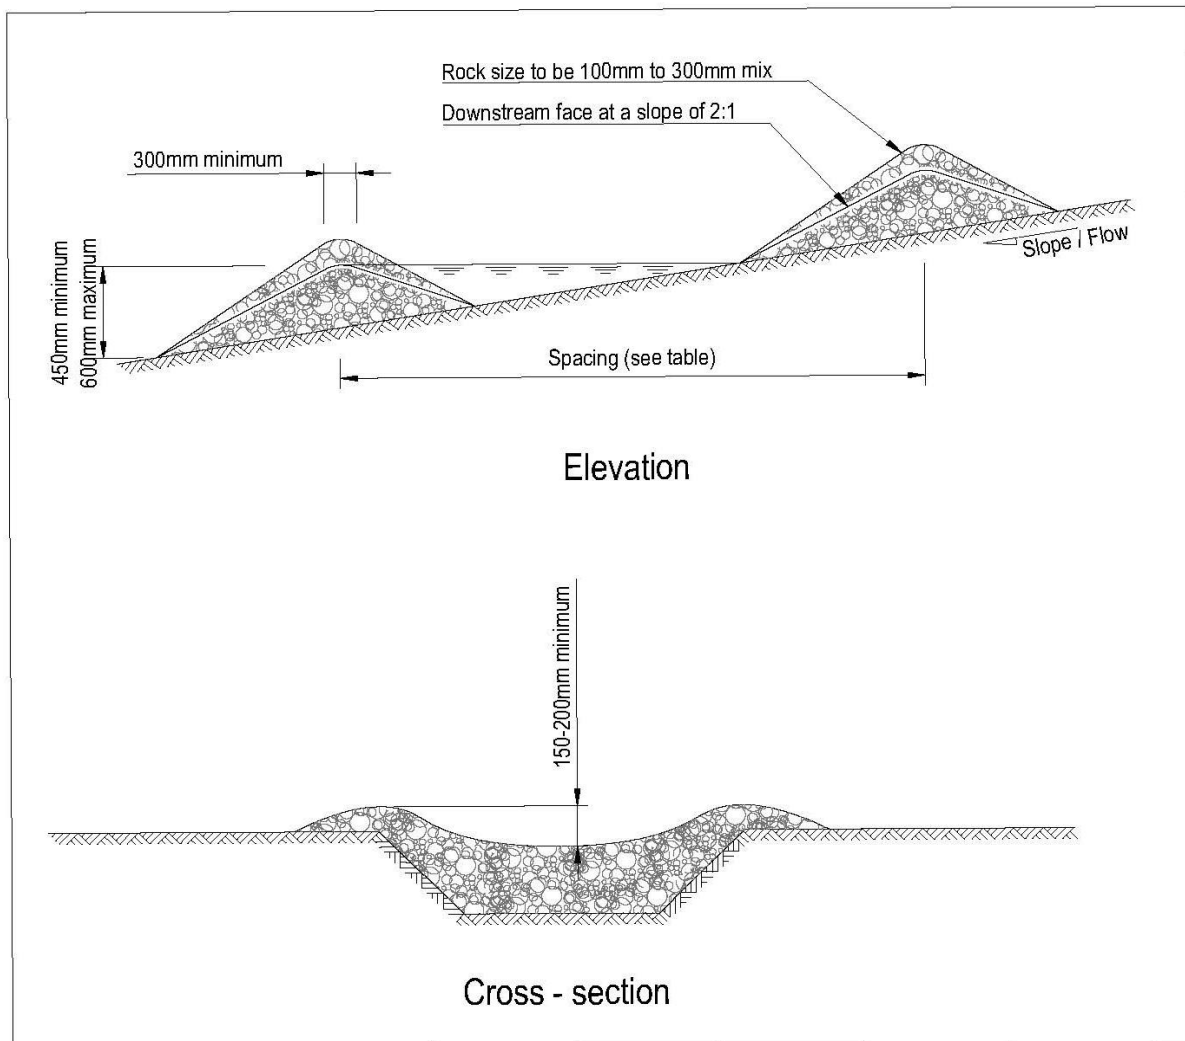 Rock size to be 100mm to 300mm mix
Downstream face at a slope of 2:1
300mm minimum
Slope / Flow
450mm minimum
600mm maximum
Spacing (see table)
Elevation
150-200mm minimum
Cross - section